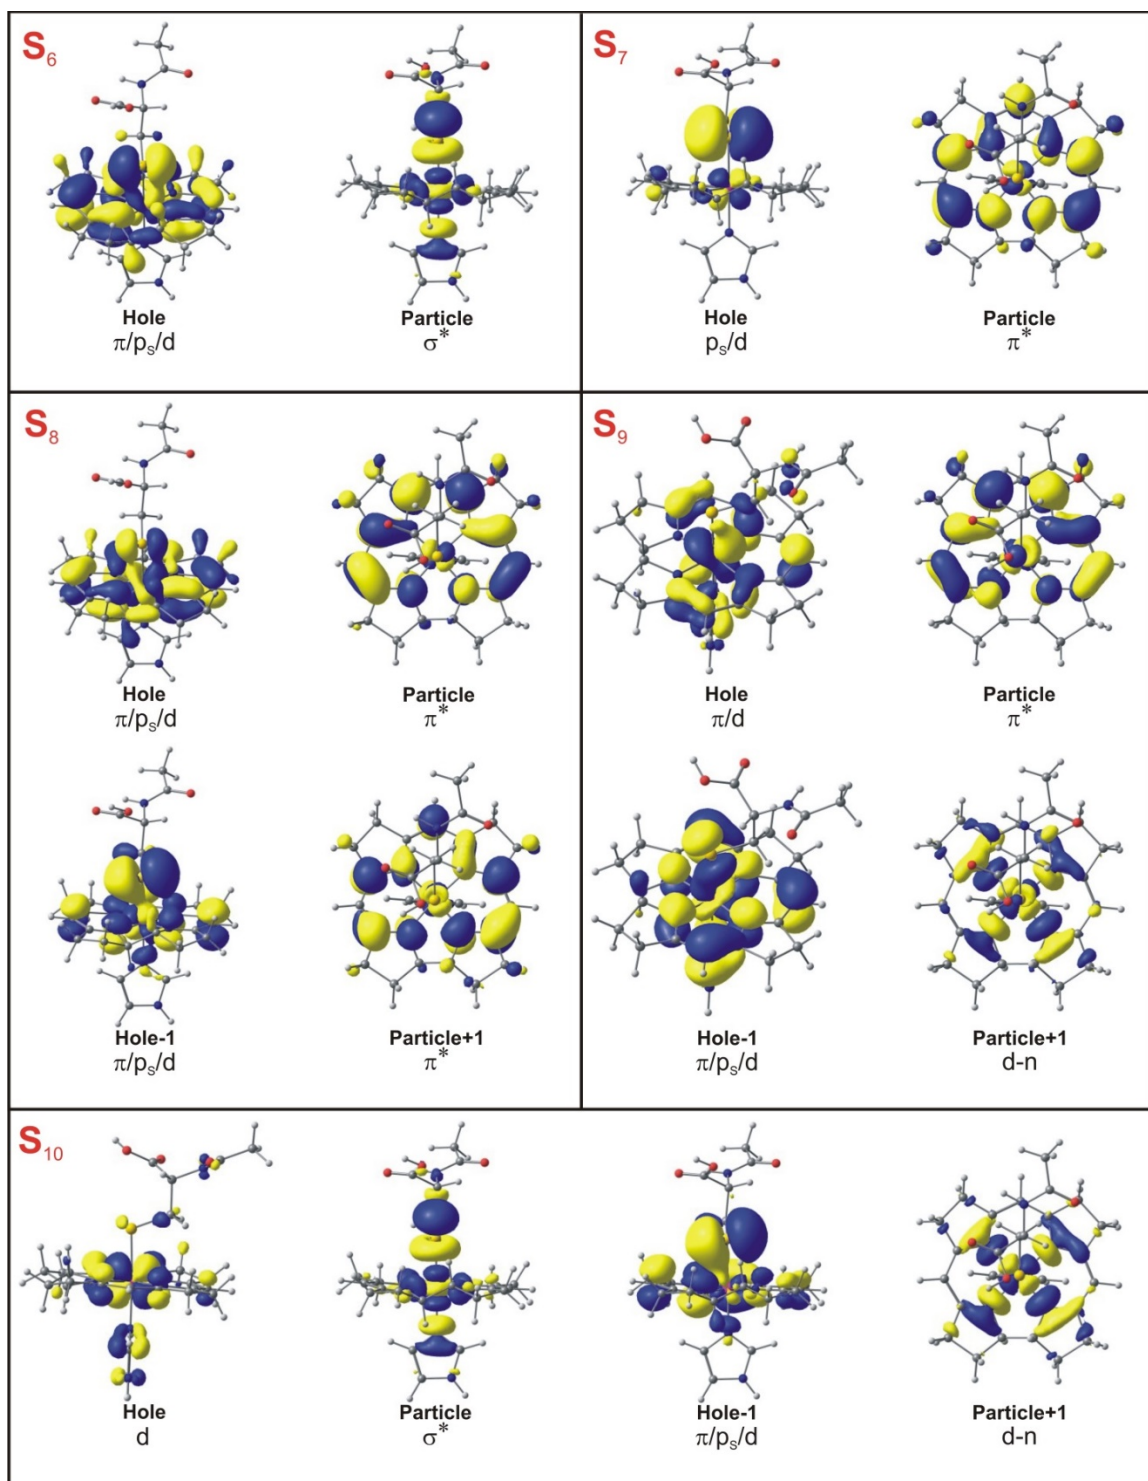 S₆
Hole
π/pₛ/d
Particle
σ*
S₇
Hole
pₛ/d
Particle
π*
S₈
Hole
π/pₛ/d
Particle
π*
Hole-1
π/pₛ/d
Particle+1
π*
S₉
Hole
π/d
Particle
π*
Hole-1
π/pₛ/d
Particle+1
d-n
S₁₀
Hole
d
Particle
σ*
Hole-1
π/pₛ/d
Particle+1
d-n